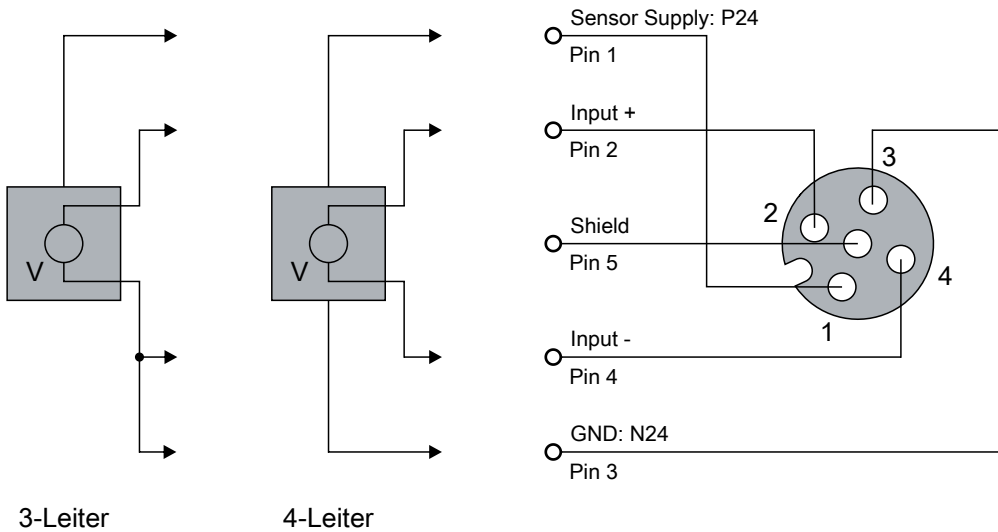 Sensor Supply: P24
Pin 1
Input +
Pin 2
3
2
Shield
Pin 5
V
V
4
1
Input -
Pin 4
GND: N24
Pin 3
3-Leiter
4-Leiter